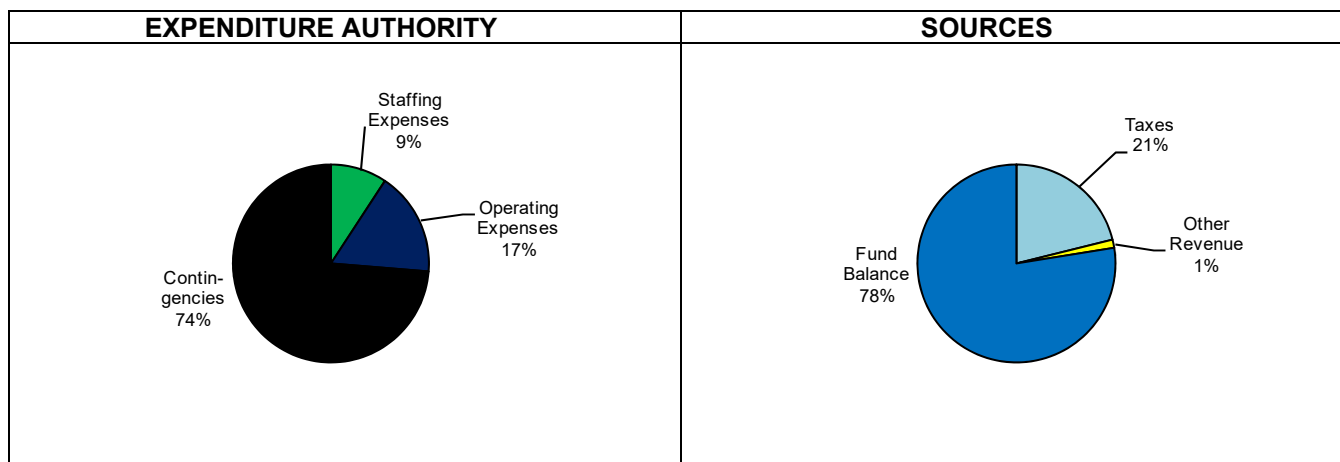 EXPENDITURE AUTHORITY
Staffing
Expenses
9%
Operating
Expenses
17%
Contin-
gencies
74%
SOURCES
Taxes
21%
Other
Revenue
1%
Fund
Balance
78%